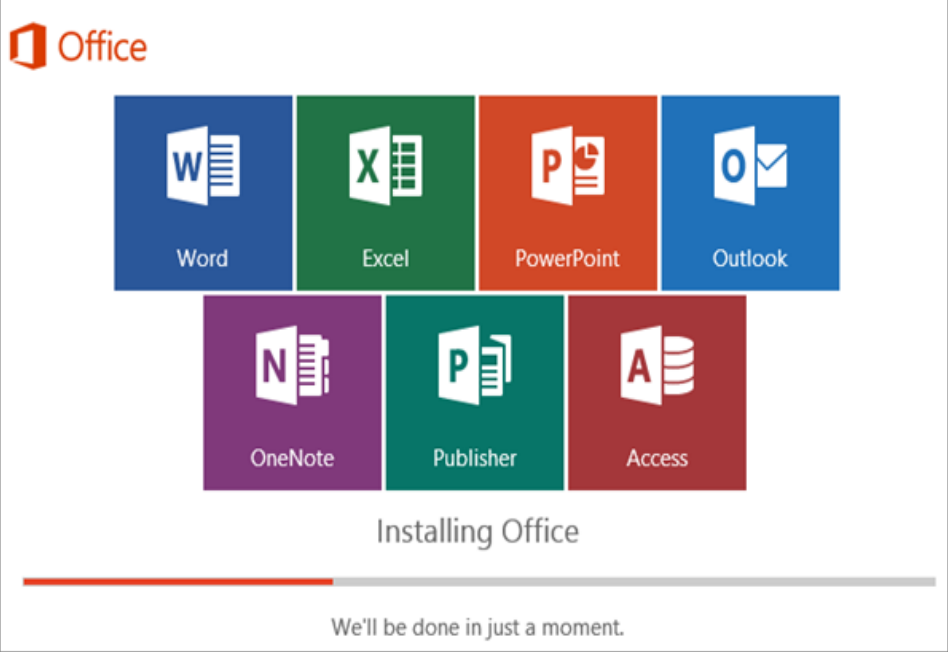 Office
W X P O
Word Excel PowerPoint Outlook
N P A
OneNote Publisher Access
Installing Office
We'll be done in just a moment.